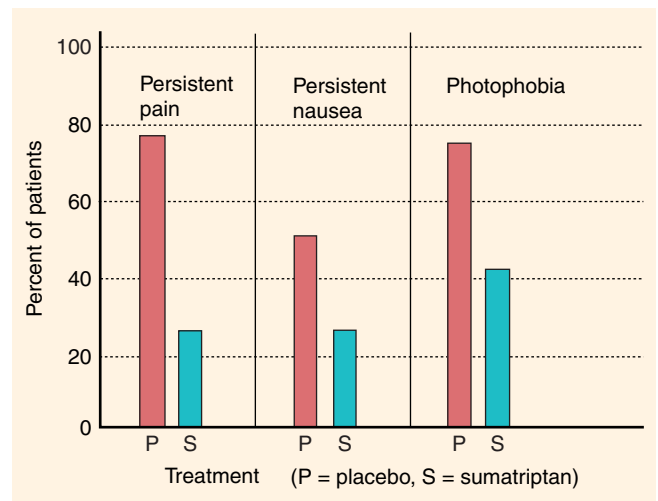 100
80
60
40
20
0
Percent of patients
Persistent
pain
Persistent
nausea
Photophobia
P S P S P S
Treatment (P = placebo, S = sumatriptan)